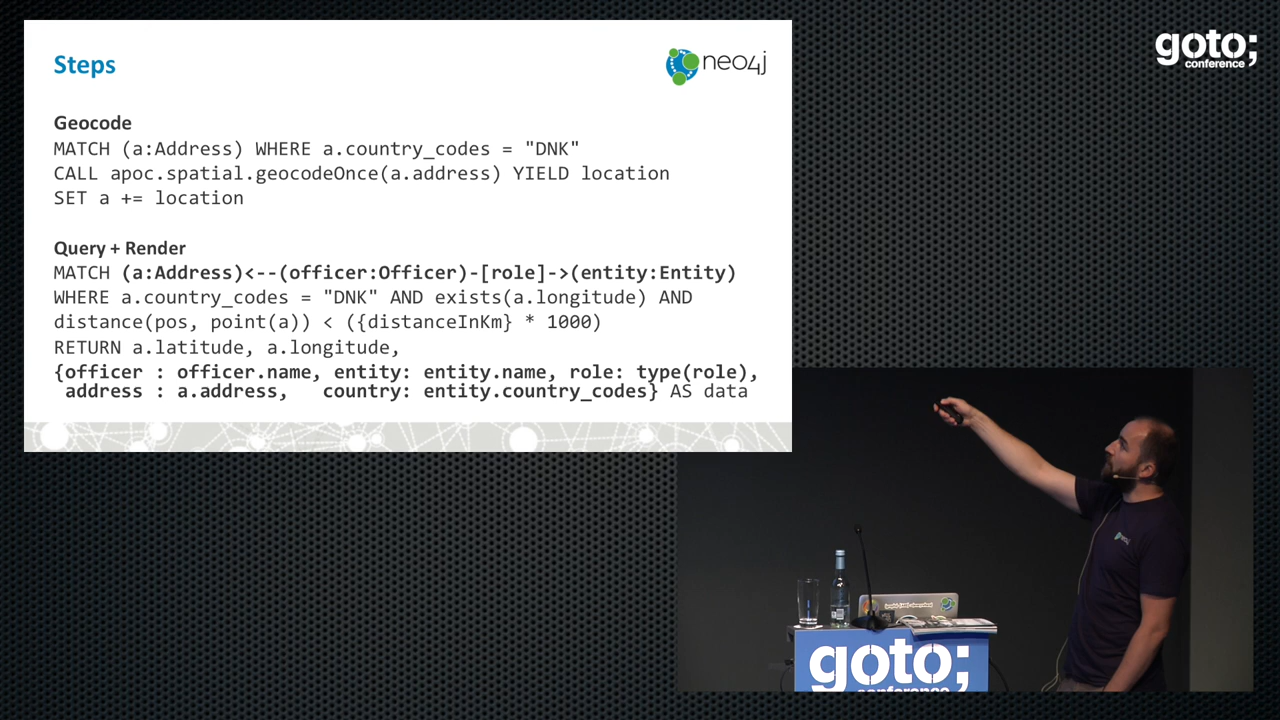 Steps
neo4j
goto;
conference
Geocode
MATCH (a:Address) WHERE a.country_codes = "DNK"
CALL apoc.spatial.geocodeOnce(a.address) YIELD location
SET a += location
Query + Render
MATCH (a:Address)<--(officer:Officer)-[role]->(entity:Entity)
WHERE a.country_codes = "DNK" AND exists(a.longitude) AND
distance(pos, point(a)) < ({distanceInKm} * 1000)
RETURN a.latitude, a.longitude,
{officer : officer.name, entity: entity.name, role: type(role),
address : a.address, country: entity.country_codes} AS data
neo4j
goto;
conference